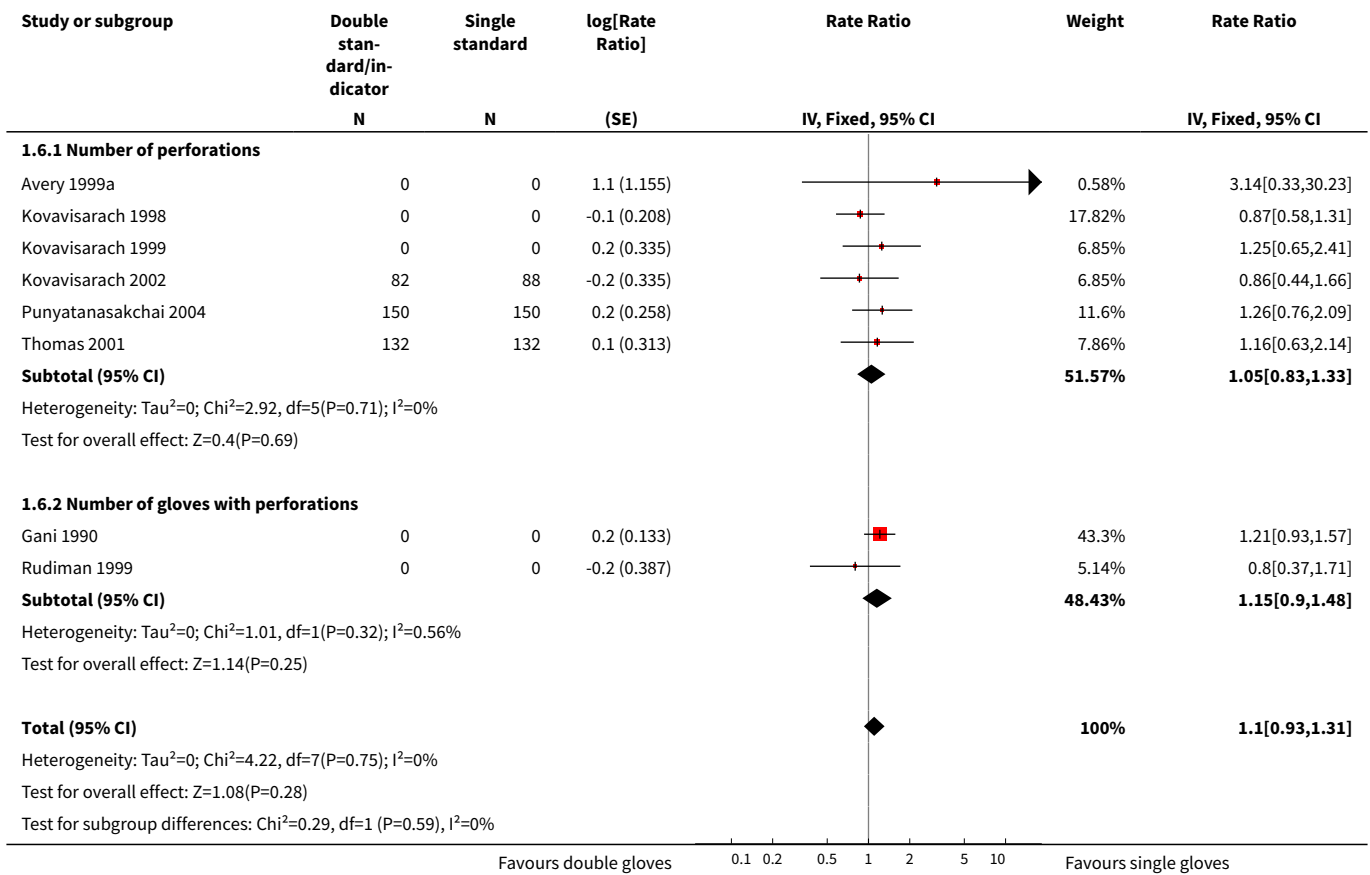 Study or subgroup Double stan-dard/in-dicator Single standard log[Rate Ratio] Rate Ratio Weight Rate Ratio
N N (SE) IV, Fixed, 95% CI IV, Fixed, 95% CI
1.6.1 Number of perforations
Avery 1999a 0 0 1.1 (1.155) 0.58% 3.14[0.33,30.23]
Kovavisarach 1998 0 0 -0.1 (0.208) 17.82% 0.87[0.58,1.31]
Kovavisarach 1999 0 0 0.2 (0.335) 6.85% 1.25[0.65,2.41]
Kovavisarach 2002 82 88 -0.2 (0.335) 6.85% 0.86[0.44,1.66]
Punyatanasakchai 2004 150 150 0.2 (0.258) 11.6% 1.26[0.76,2.09]
Thomas 2001 132 132 0.1 (0.313) 7.86% 1.16[0.63,2.14]
Subtotal (95% CI) 51.57% 1.05[0.83,1.33]
Heterogeneity: Tau²=0; Chi²=2.92, df=5(P=0.71); I²=0%
Test for overall effect: Z=0.4(P=0.69)
1.6.2 Number of gloves with perforations
Gani 1990 0 0 0.2 (0.133) 43.3% 1.21[0.93,1.57]
Rudiman 1999 0 0 -0.2 (0.387) 5.14% 0.8[0.37,1.71]
Subtotal (95% CI) 48.43% 1.15[0.9,1.48]
Heterogeneity: Tau²=0; Chi²=1.01, df=1(P=0.32); I²=0.56%
Test for overall effect: Z=1.14(P=0.25)
Total (95% CI) 100% 1.1[0.93,1.31]
Heterogeneity: Tau²=0; Chi²=4.22, df=7(P=0.75); I²=0%
Test for overall effect: Z=1.08(P=0.28)
Test for subgroup differences: Chi²=0.29, df=1 (P=0.59), I²=0%
Favours double gloves 0.1 0.2 0.5 1 2 5 10 Favours single gloves